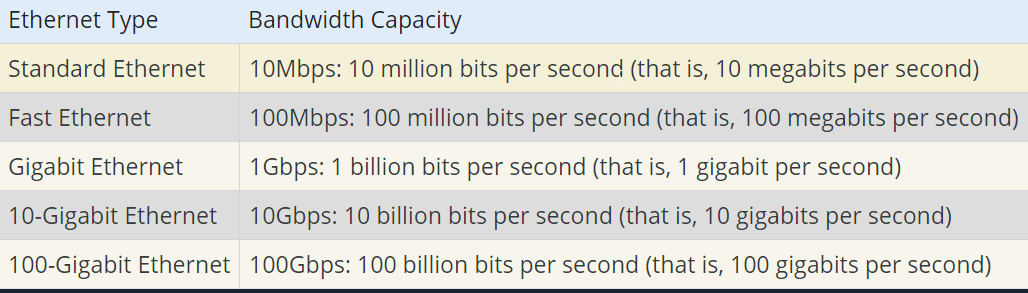 Ethernet Type Bandwidth Capacity
Standard Ethernet 10Mbps: 10 million bits per second (that is, 10 megabits per second)
Fast Ethernet 100Mbps: 100 million bits per second (that is, 100 megabits per second)
Gigabit Ethernet 1Gbps: 1 billion bits per second (that is, 1 gigabit per second)
10-Gigabit Ethernet 10Gbps: 10 billion bits per second (that is, 10 gigabits per second)
100-Gigabit Ethernet 100Gbps: 100 billion bits per second (that is, 100 gigabits per second)